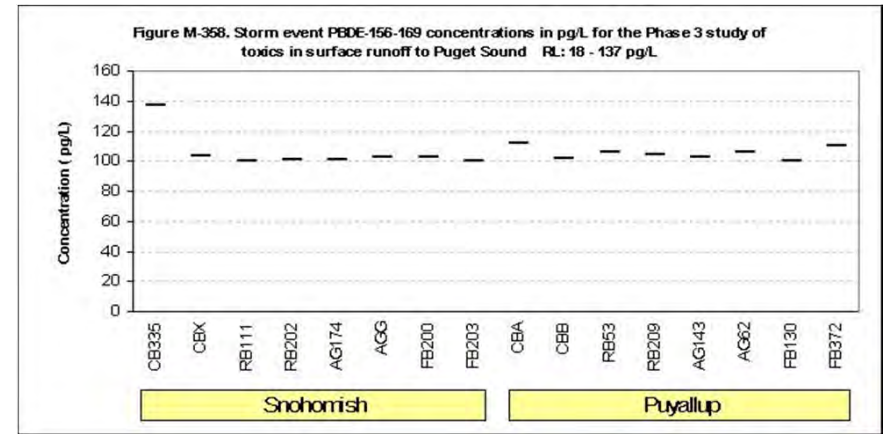 Figure M-358. Storm event PBDE-156-169 concentrations in pg/L for the Phase 3 study of
toxics in surface runoff to Puget Sound RL: 18 - 137 pg/L
Concentration ( pg/L)
160
140
120
100
80
60
40
20
0
CB335
CBX
RB111
RB202
AG174
AGG
FB200
FB203
CBA
CBB
RB53
RB209
AG143
AG62
FB130
FB372
Snohomish
Puyallup